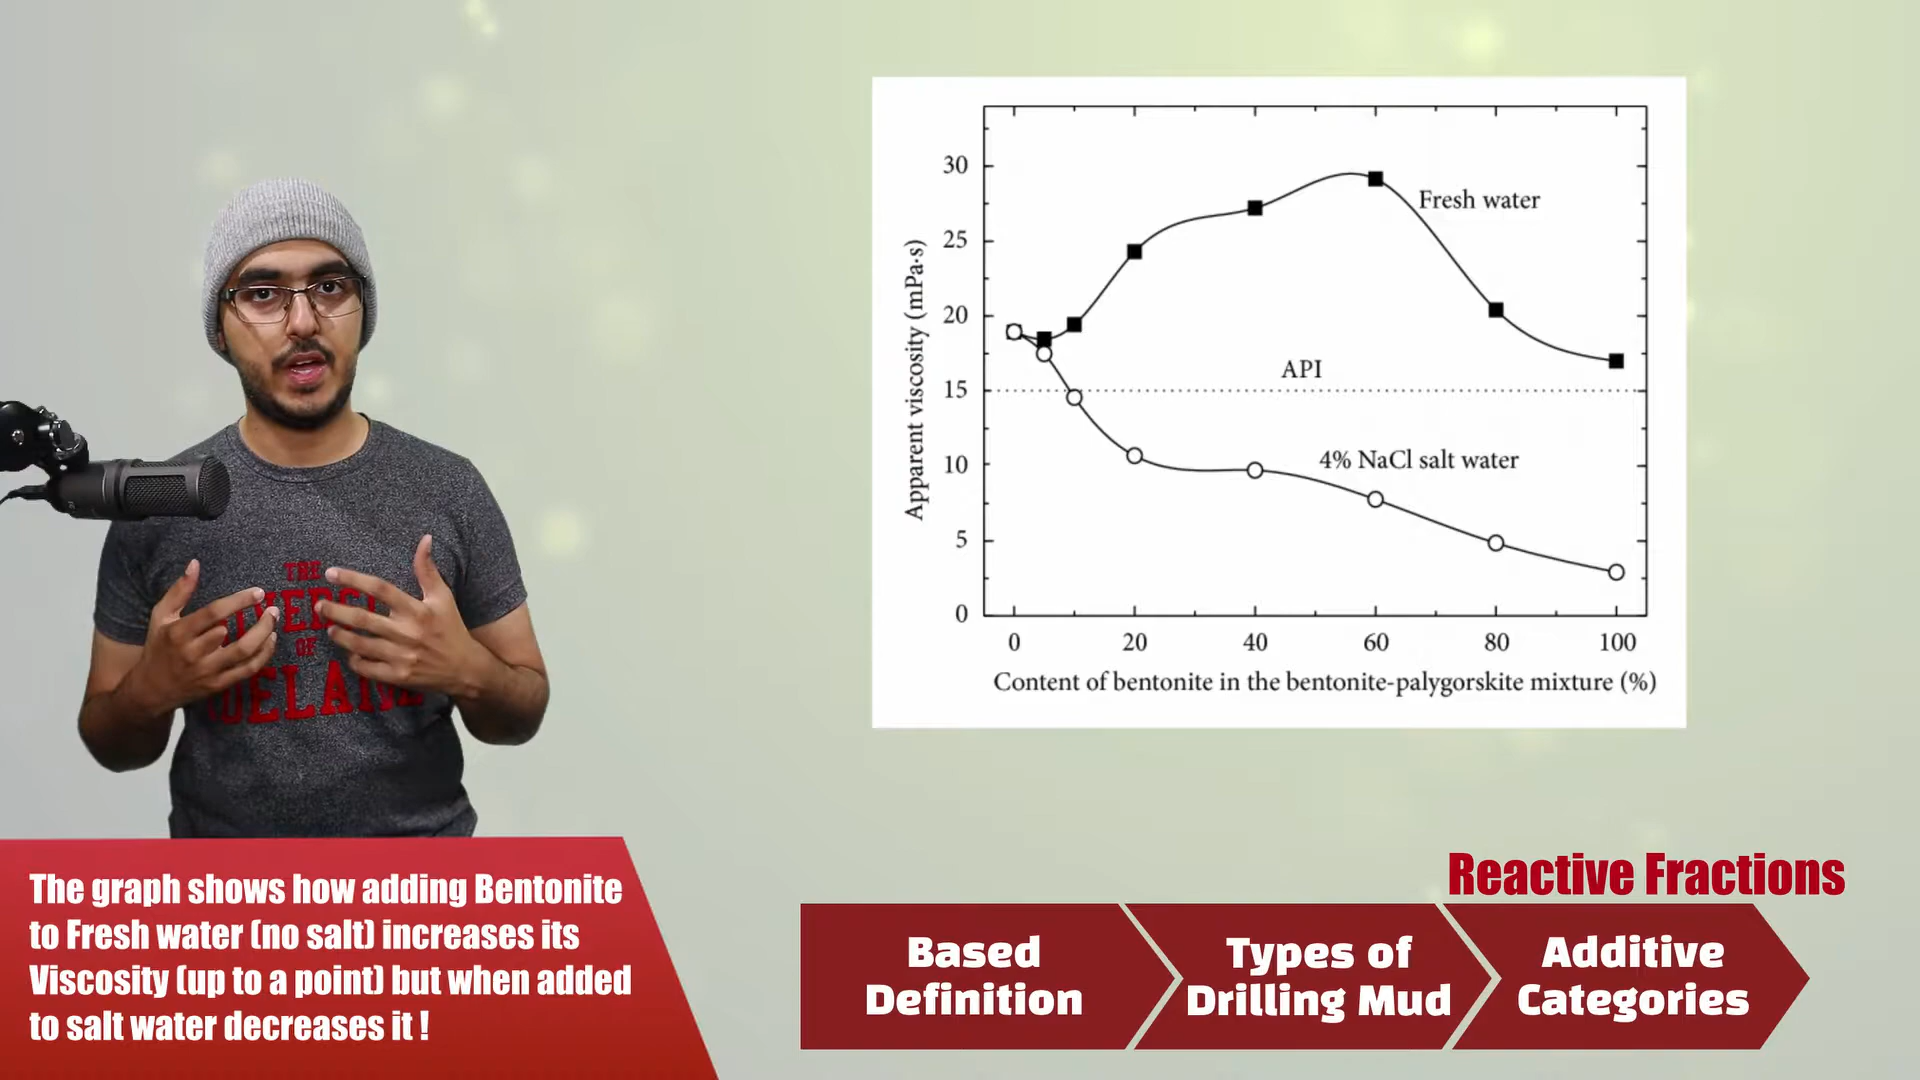 30
25
20
15
10
5
0
Apparent viscosity (mPa·s)
Fresh water
API
4% NaCl salt water
0 20 40 60 80 100
Content of bentonite in the bentonite-palygorskite mixture (%)
THE
OF
The graph shows how adding Bentonite
to Fresh water (no salt) increases its
Viscosity (up to a point) but when added
to salt water decreases it !
Reactive Fractions
Based
Definition
Types of
Drilling Mud
Additive
Categories